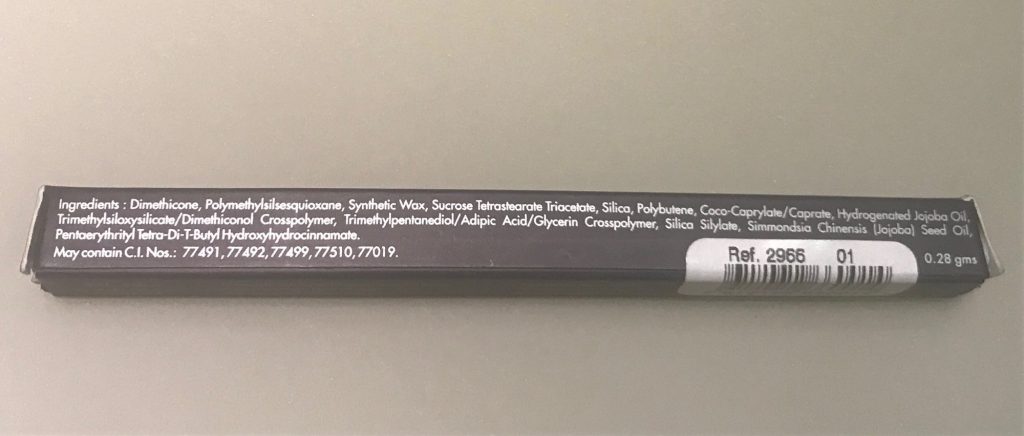 Ingredients : Dimethicone, Polymethylsilsesquioxane, Synthetic Wax, Sucrose Tetrastearate Triacetate, Silica, Polybutene, Coco-Caprylate/Caprate, Hydrogenated Jojoba Oil,
Trimethylsiloxysilicate/Dimethiconol Crosspolymer, Trimethylpentanediol/Adipic Acid/Glycerin Crosspolymer, Silica Silylate, Simmondsia Chinensis (Jojoba) Seed Oil,
Pentaerythrityl Tetra-Di-T-Butyl Hydroxyhydrocinnamate.
May contain C.I. Nos.: 77491, 77492, 77499, 77510, 77019.
Ref. 2966 01
0.28 gms